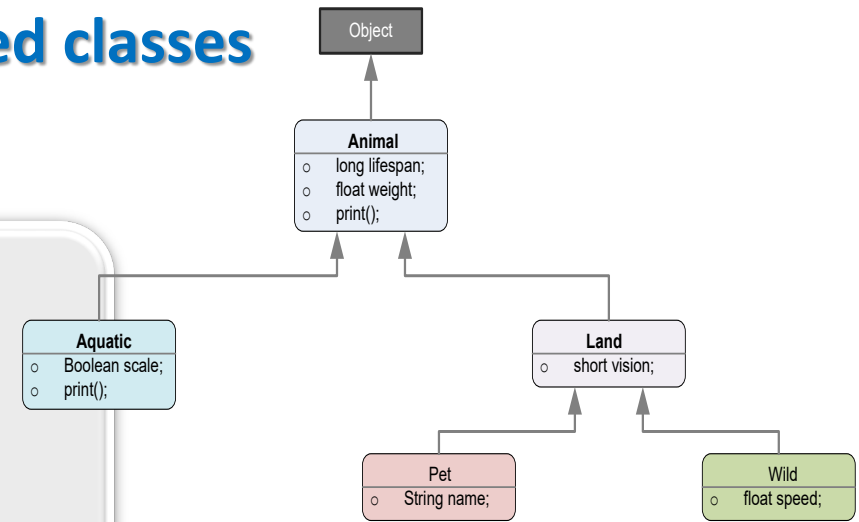 ed classes
Object
Animal
○ long lifespan;
○ float weight;
○ print();
Aquatic
○ Boolean scale;
○ print();
Land
○ short vision;
Pet
○ String name;
Wild
○ float speed;